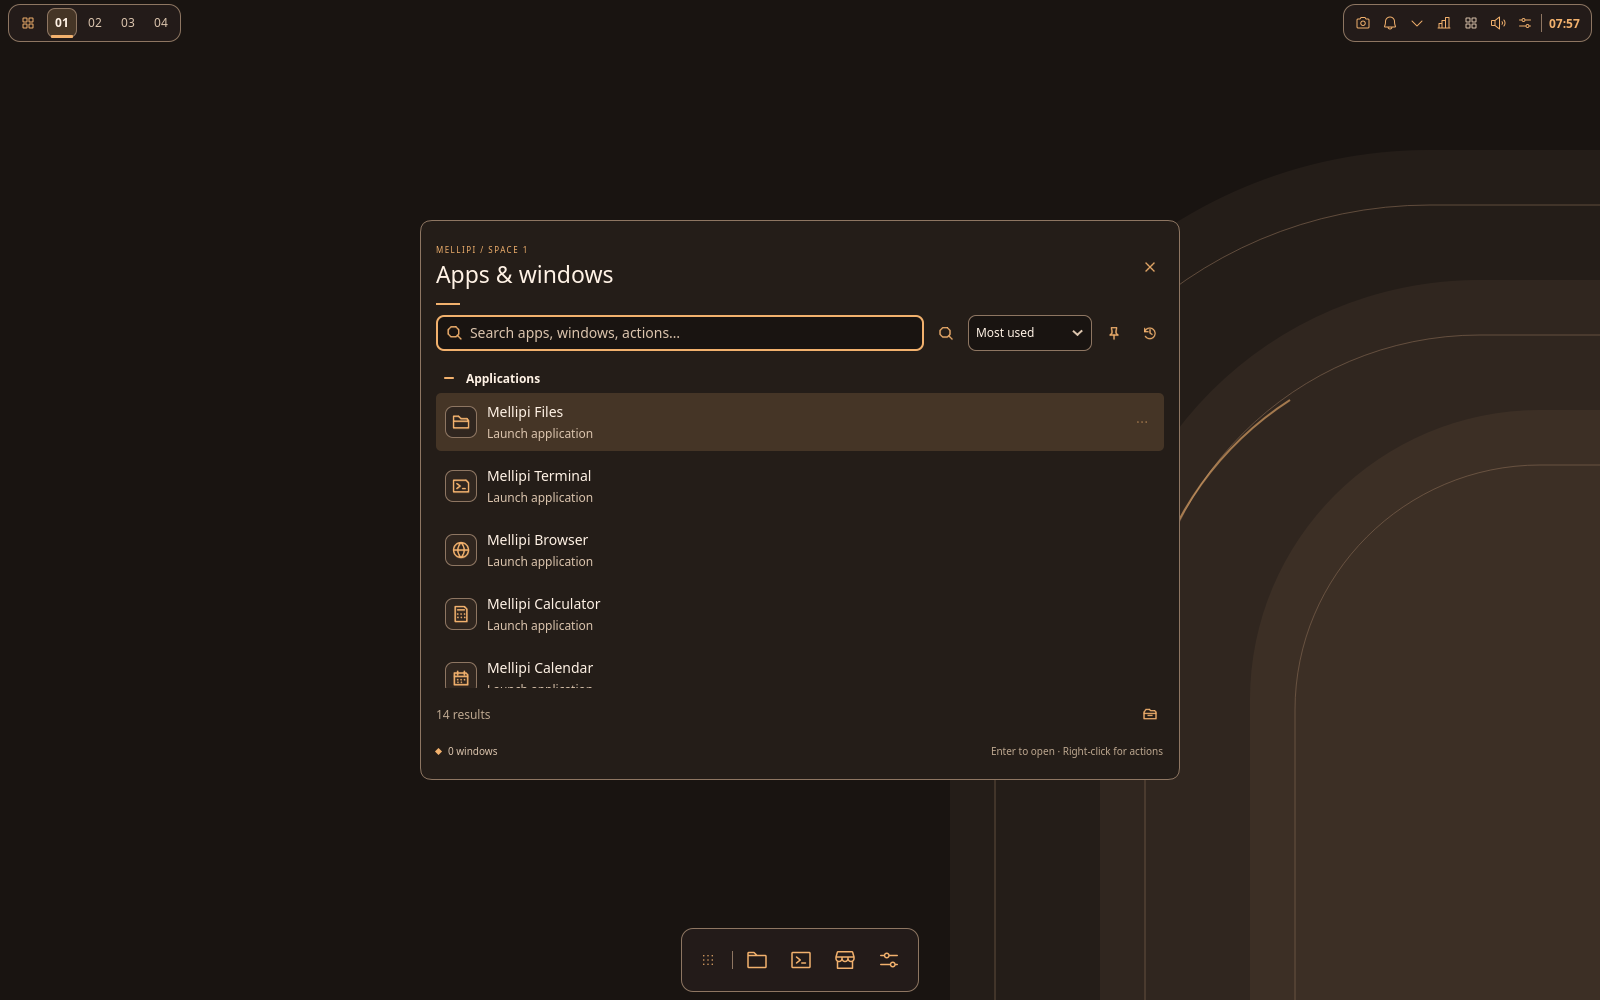 01 02 03 04
07:57
MELLIPI / SPACE 1
Apps & windows
Search apps, windows, actions...
Most used
Applications
Mellipi Files
Launch application
Mellipi Terminal
Launch application
Mellipi Browser
Launch application
Mellipi Calculator
Launch application
Mellipi Calendar
Launch application
14 results
0 windows
Enter to open · Right-click for actions